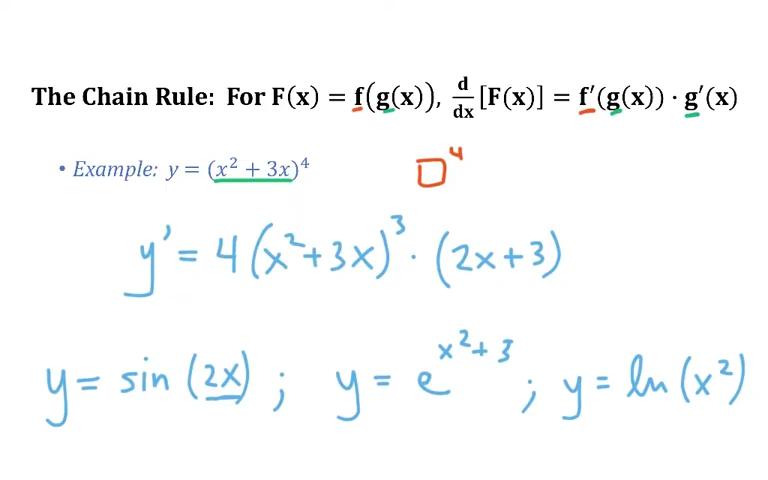 The Chain Rule: For F(x) = f(g(x)), d/dx [F(x)] = f′(g(x)) · g′(x)
• Example: y = (x² + 3x)⁴ □⁴
y′ = 4(x²+3x)³ · (2x+3)
y = sin (2x) ; y = e^(x²+3) ; y = ln(x²)